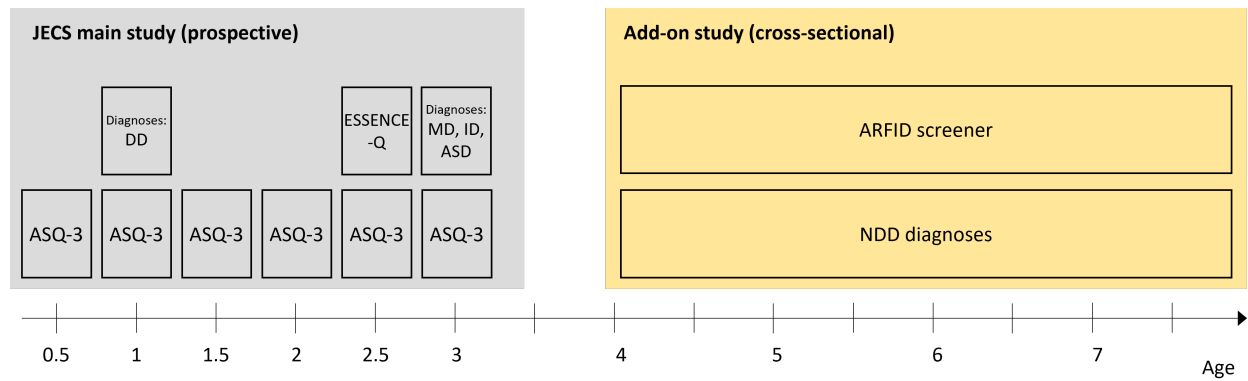 JECS main study (prospective)
Add-on study (cross-sectional)
Diagnoses:
DD
ESSENCE
-Q
Diagnoses:
MD, ID,
ASD
ARFID screener
ASQ-3
ASQ-3
ASQ-3
ASQ-3
ASQ-3
ASQ-3
NDD diagnoses
0.5
1
1.5
2
2.5
3
4
5
6
7
Age